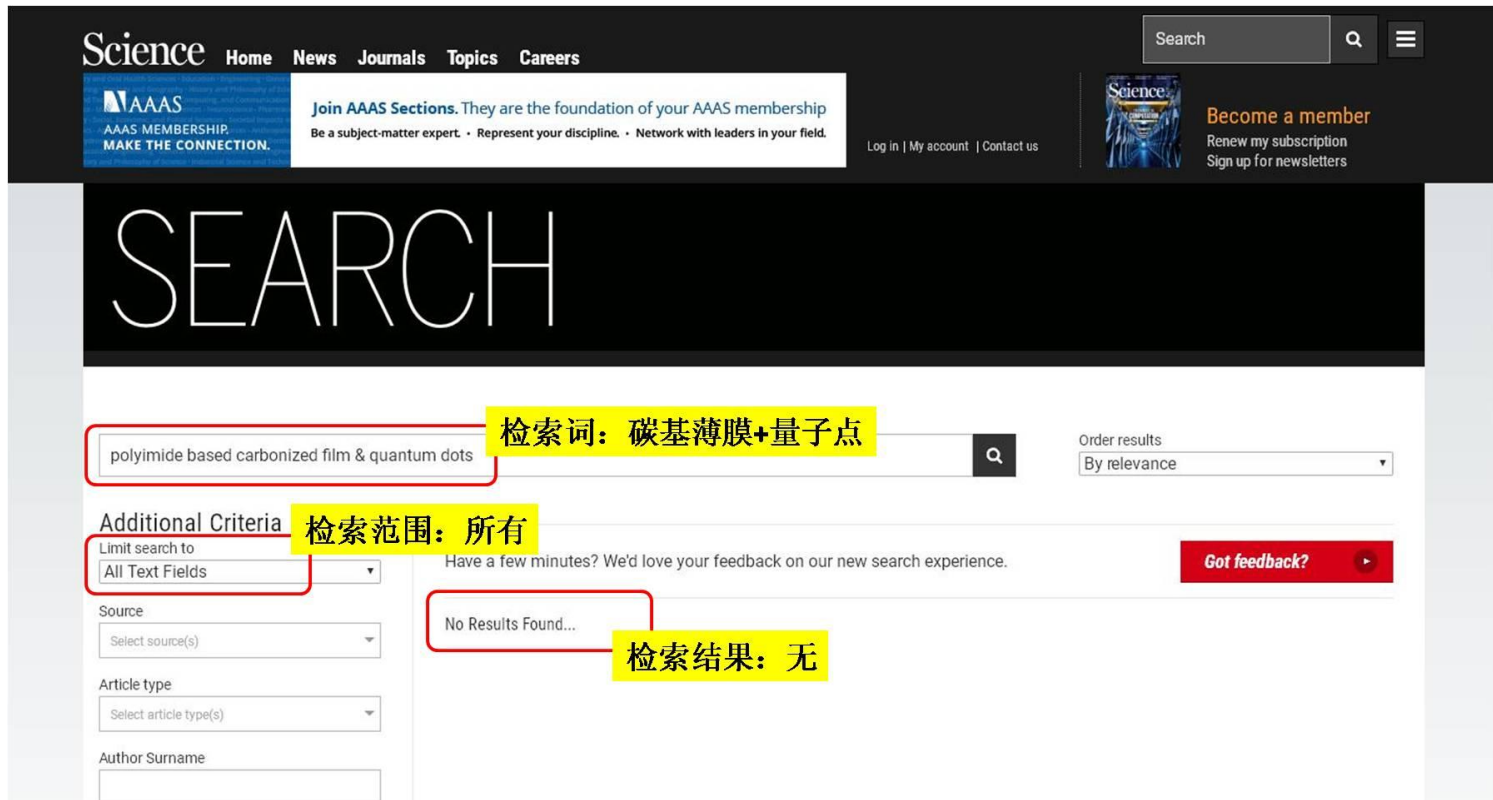 Science Home News Journals Topics Careers
Search
AAAS
AAAS MEMBERSHIP.
MAKE THE CONNECTION.
Join AAAS Sections. They are the foundation of your AAAS membership
Be a subject-matter expert. · Represent your discipline. · Network with leaders in your field.
Log in | My account | Contact us
Science
Become a member
Renew my subscription
Sign up for newsletters
SEARCH
检索词：碳基薄膜+量子点
polyimide based carbonized film & quantum dots
Order results
By relevance
Additional Criteria
检索范围：所有
Limit search to
All Text Fields
Have a few minutes? We'd love your feedback on our new search experience.
Got feedback?
Source
Select source(s)
No Results Found...
检索结果：无
Article type
Select article type(s)
Author Surname